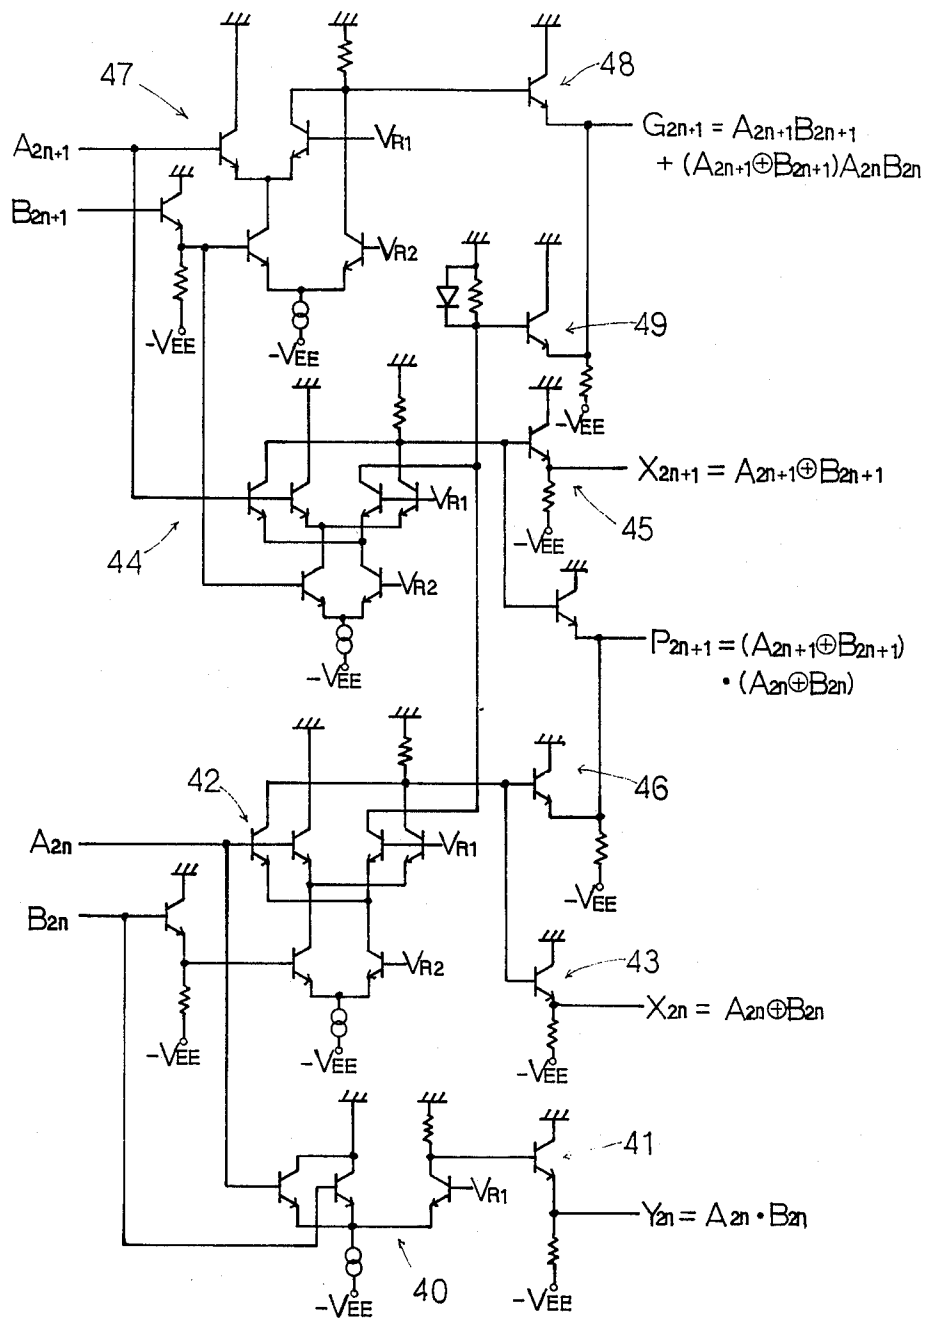 47
48
A2n+1
VR1
G2n+1 = A2n+1B2n+1
+ (A2n+1⊕B2n+1)A2nB2n
B2n+1
VR2
49
-VEE
-VEE
-VEE
VR1
X2n+1 = A2n+1⊕B2n+1
45
44
-VEE
VR2
P2n+1 = (A2n+1⊕B2n+1)
• (A2n⊕B2n)
-VEE
42
46
A2n
VR1
-VEE
B2n
VR2
43
X2n = A2n⊕B2n
-VEE
-VEE
-VEE
41
VR1
Y2n = A2n • B2n
40
-VEE
-VEE